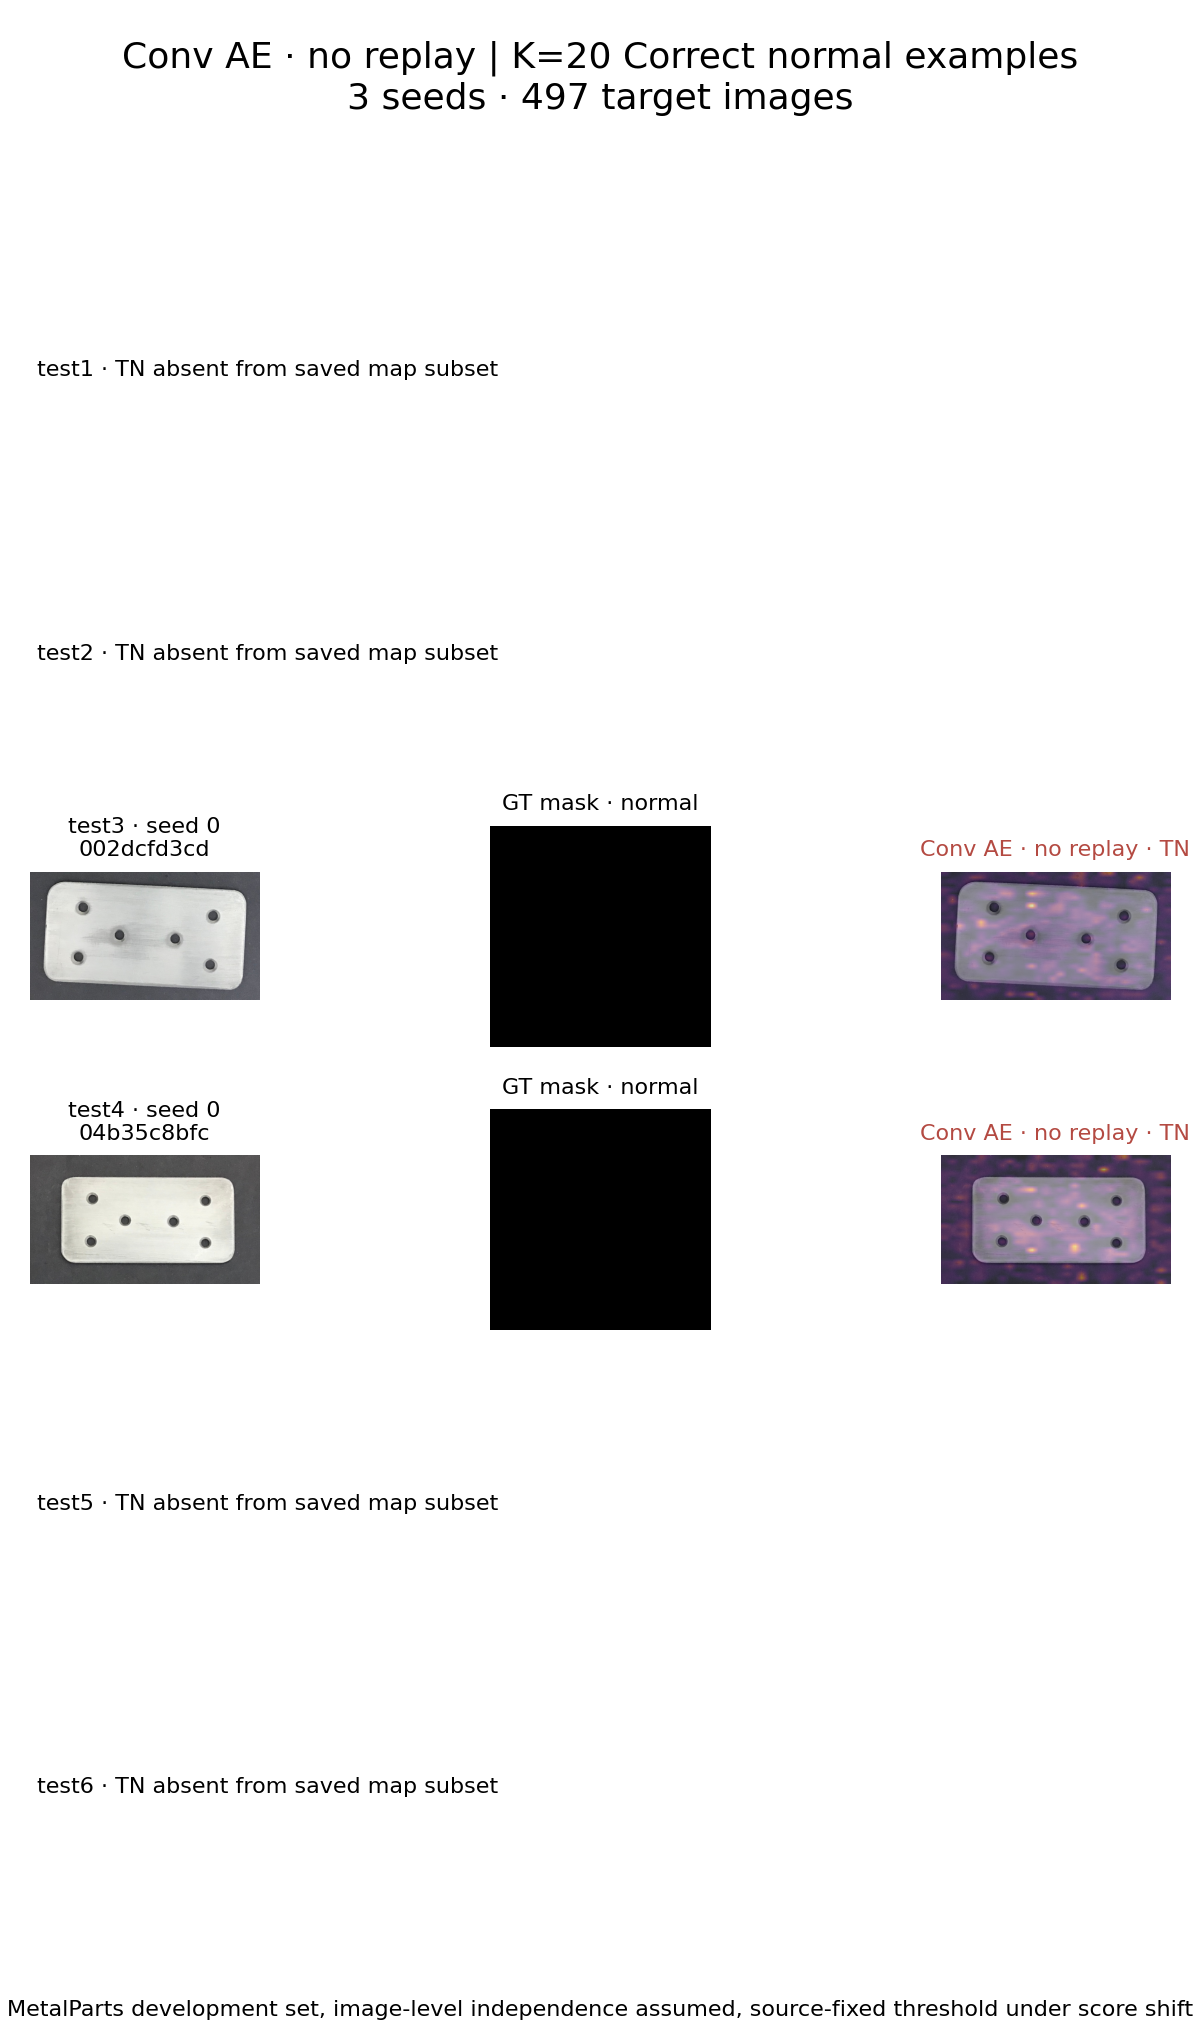 Conv AE · no replay | K=20 Correct normal examples
3 seeds · 497 target images
test1 · TN absent from saved map subset
test2 · TN absent from saved map subset
test3 · seed 0
002dcfd3cd
GT mask · normal
Conv AE · no replay · TN
test4 · seed 0
04b35c8bfc
GT mask · normal
Conv AE · no replay · TN
test5 · TN absent from saved map subset
test6 · TN absent from saved map subset
MetalParts development set, image-level independence assumed, source-fixed threshold under score shift